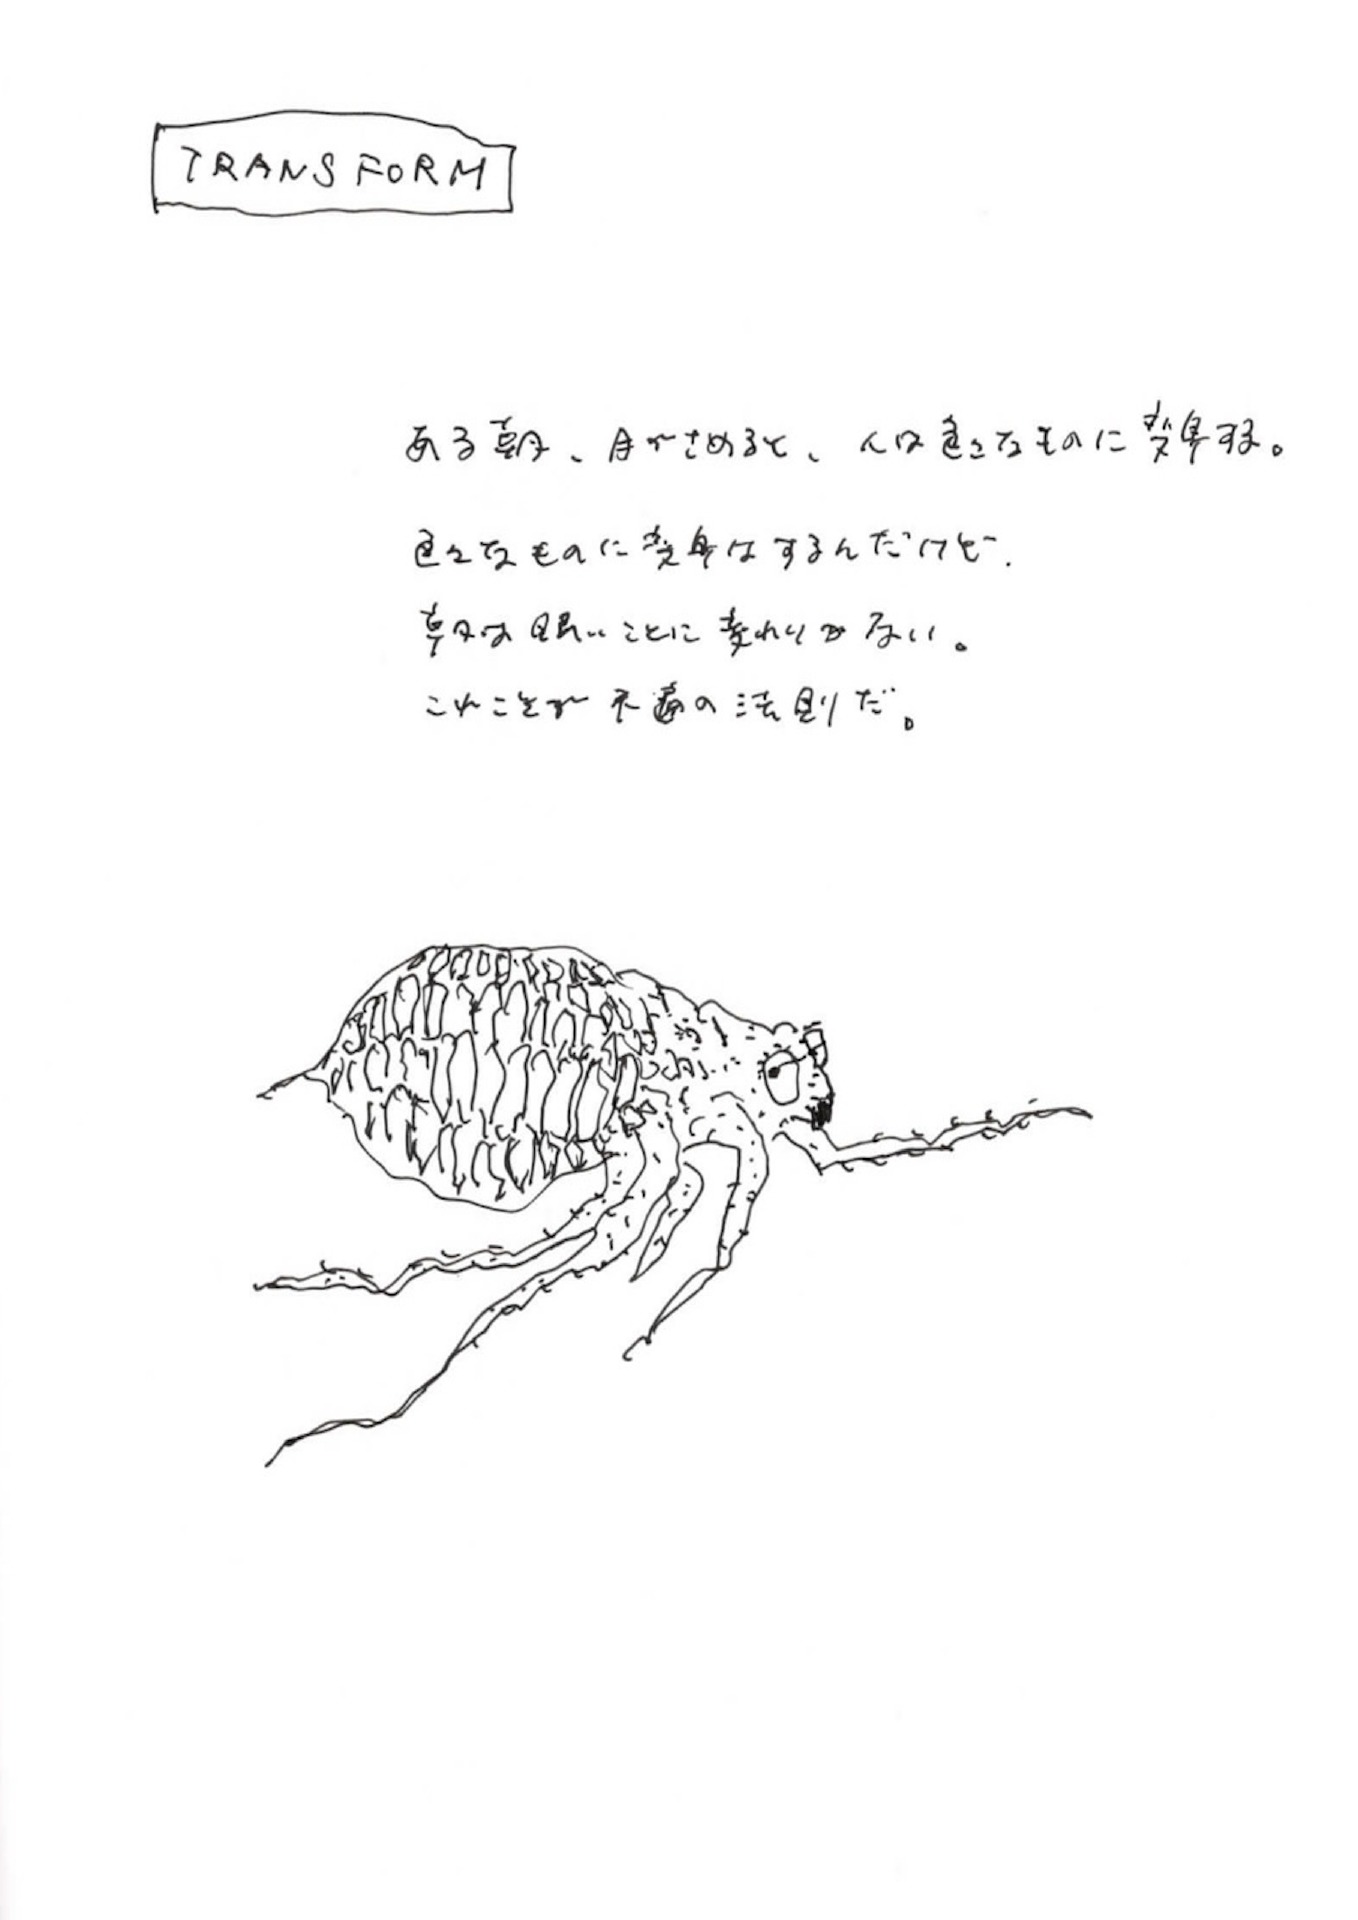 TRANSFORM
ある朝、目がさめると、人は色々なものに変身する。
色々なものに変身はするんだけど、
朝は眠いことに変わりがない。
これこそが不遍の法則だ。